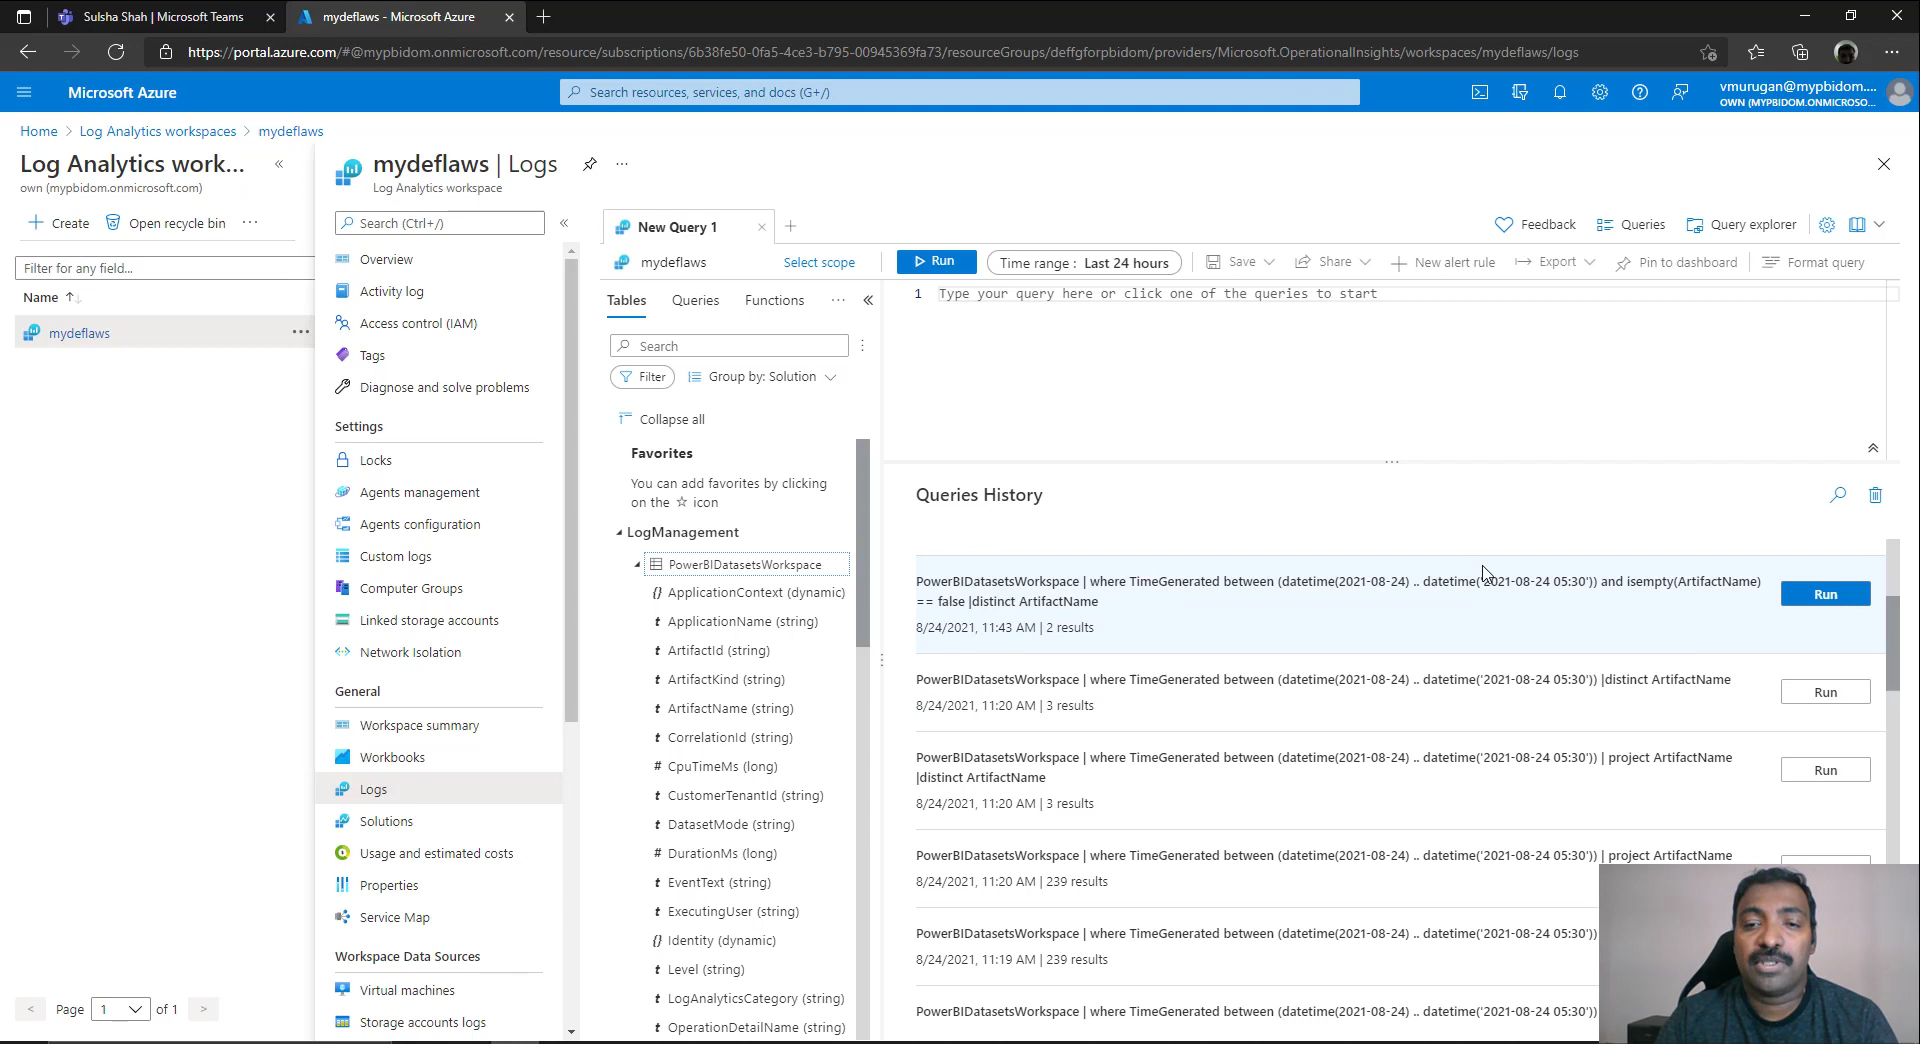 Sulsha Shah | Microsoft Teams
mydeflaws - Microsoft Azure
https://portal.azure.com/#@mypbidom.onmicrosoft.com/resource/subscriptions/6b38fe50-0fa5-4ce3-b795-00945369fa73/resourceGroups/deffgforpbidom/providers/Microsoft.OperationalInsights/workspaces/mydeflaws/logs
Microsoft Azure
Search resources, services, and docs (G+/)
vmurugan@mypbidom....
OWN (MYPBIDOM.ONMICROSO...
Home > Log Analytics workspaces > mydeflaws
Log Analytics work...
own (mypbidom.onmicrosoft.com)
Create
Open recycle bin
Filter for any field...
Name
mydeflaws
Page 1 of 1
mydeflaws | Logs
Log Analytics workspace
Search (Ctrl+/)
Overview
Activity log
Access control (IAM)
Tags
Diagnose and solve problems
Settings
Locks
Agents management
Agents configuration
Custom logs
Computer Groups
Linked storage accounts
Network Isolation
General
Workspace summary
Workbooks
Logs
Solutions
Usage and estimated costs
Properties
Service Map
Workspace Data Sources
Virtual machines
Storage accounts logs
New Query 1
Feedback
Queries
Query explorer
mydeflaws
Select scope
Run
Time range : Last 24 hours
Save
Share
New alert rule
Export
Pin to dashboard
Format query
Tables
Queries
Functions
Search
Filter
Group by: Solution
Collapse all
Favorites
You can add favorites by clicking
on the ☆ icon
LogManagement
PowerBIDatasetsWorkspace
{} ApplicationContext (dynamic)
t ApplicationName (string)
t ArtifactId (string)
t ArtifactKind (string)
t ArtifactName (string)
t CorrelationId (string)
# CpuTimeMs (long)
t CustomerTenantId (string)
t DatasetMode (string)
# DurationMs (long)
t EventText (string)
t ExecutingUser (string)
{} Identity (dynamic)
t Level (string)
t LogAnalyticsCategory (string)
t OperationDetailName (string)
1 Type your query here or click one of the queries to start
Queries History
PowerBIDatasetsWorkspace | where TimeGenerated between (datetime(2021-08-24) .. datetime('2021-08-24 05:30')) and isempty(ArtifactName)
== false |distinct ArtifactName
8/24/2021, 11:43 AM | 2 results
Run
PowerBIDatasetsWorkspace | where TimeGenerated between (datetime(2021-08-24) .. datetime('2021-08-24 05:30')) |distinct ArtifactName
8/24/2021, 11:20 AM | 3 results
Run
PowerBIDatasetsWorkspace | where TimeGenerated between (datetime(2021-08-24) .. datetime('2021-08-24 05:30')) | project ArtifactName
|distinct ArtifactName
8/24/2021, 11:20 AM | 3 results
Run
PowerBIDatasetsWorkspace | where TimeGenerated between (datetime(2021-08-24) .. datetime('2021-08-24 05:30')) | project ArtifactName
8/24/2021, 11:20 AM | 239 results
PowerBIDatasetsWorkspace | where TimeGenerated between (datetime(2021-08-24) .. datetime('2021-08-24 05:30'))
8/24/2021, 11:19 AM | 239 results
PowerBIDatasetsWorkspace | where TimeGenerated between (datetime(2021-08-24) .. datetime('2021-08-24 05:30'))